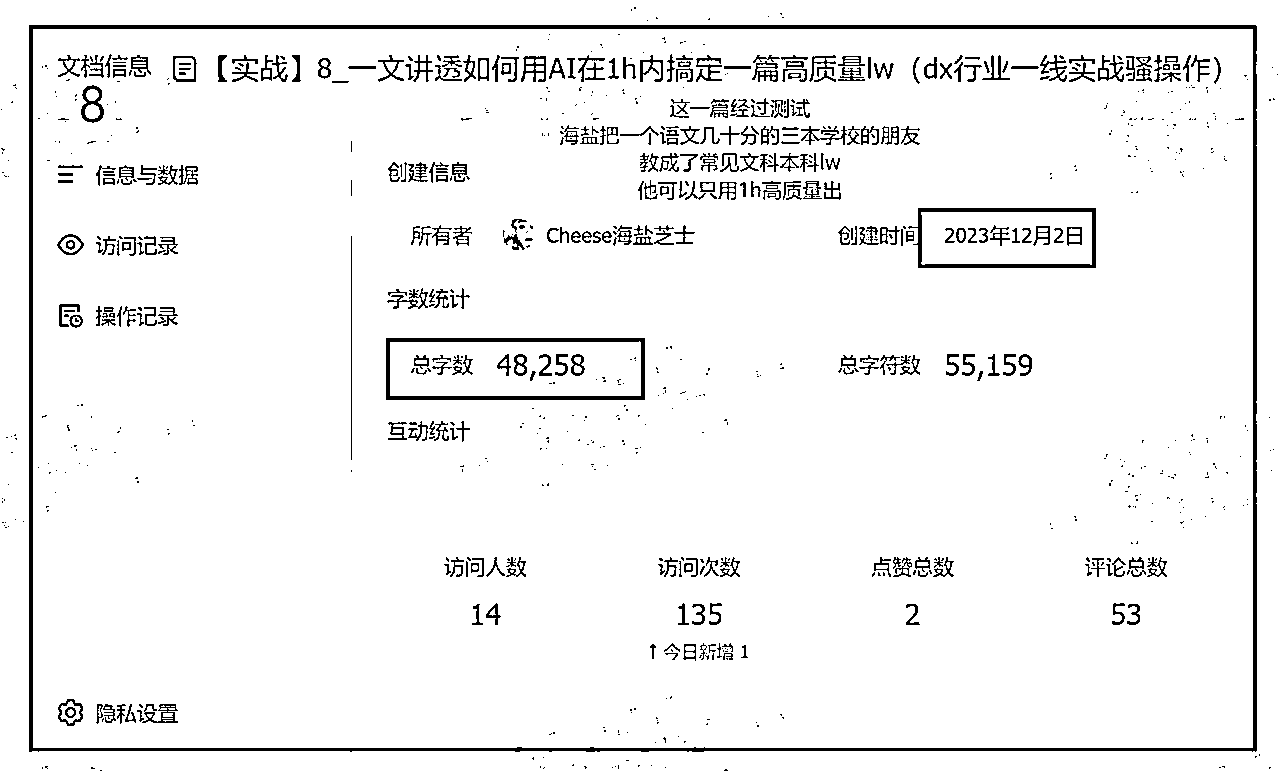 文档信息 【实战】8_一文讲透如何用AI在1h内搞定一篇高质量lw（dx行业一线实战骚操作）
8
这一篇经过测试
海盐把一个语文几十分的三本学校的朋友
教成了常见文科本科lw
他可以只用1h高质量出
信息与数据
访问记录
操作记录
创建信息
所有者 Cheese海盐芝士 创建时间 2023年12月2日
字数统计
总字数 48,258 总字符数 55,159
互动统计
访问人数 访问次数 点赞总数 评论总数
14 135 2 53
↑ 今日新增 1
隐私设置